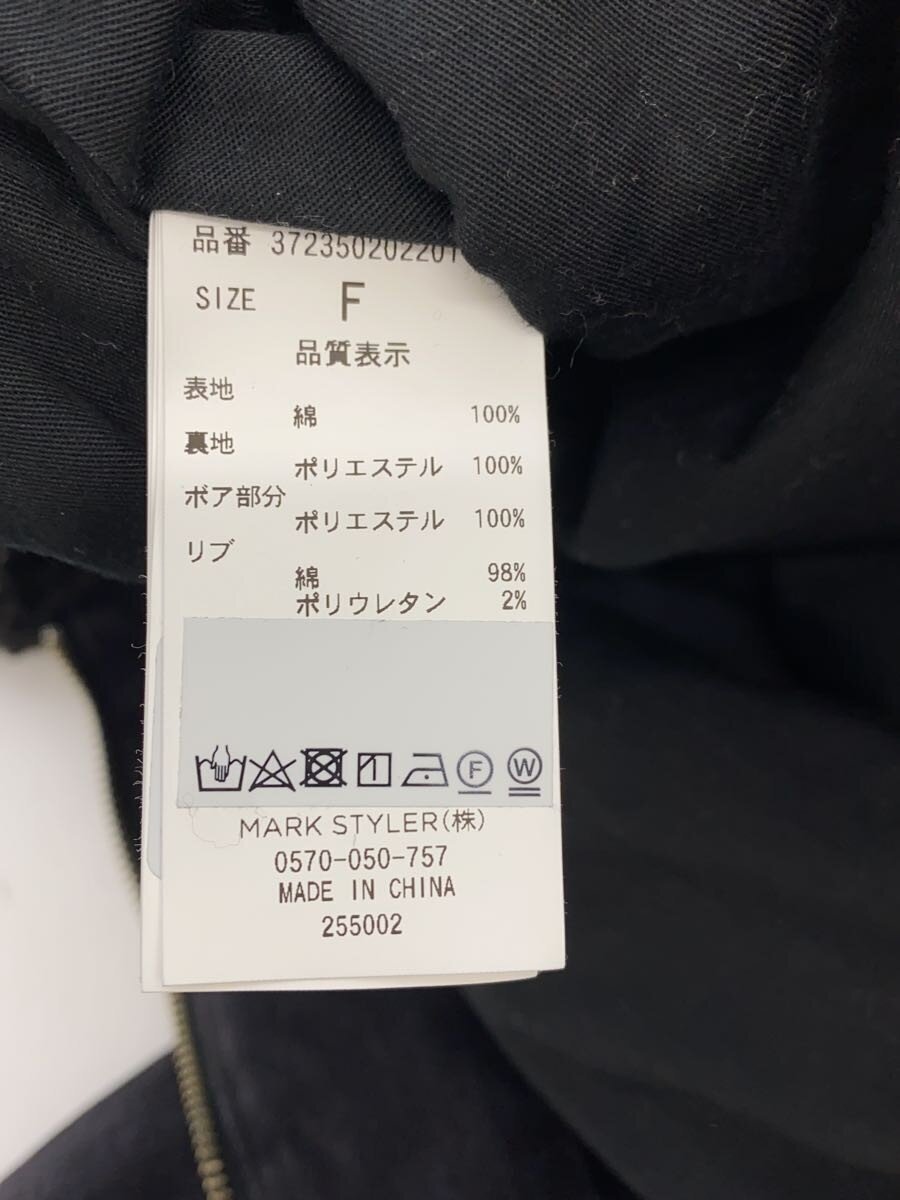 品番 372350202201
SIZE F
品質表示
表地
綿 100%
裏地
ポリエステル 100%
ボア部分
ポリエステル 100%
リブ
綿 98%
ポリウレタン 2%
F W
MARK STYLER(株)
0570-050-757
MADE IN CHINA
255002